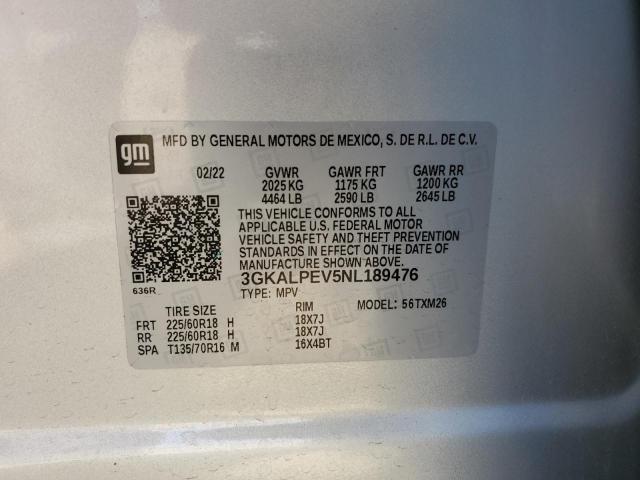 gm
MFD BY GENERAL MOTORS DE MEXICO, S. DE R.L. DE C.V.
02/22 GVWR GAWR FRT GAWR RR
2025 KG 1175 KG 1200 KG
4464 LB 2590 LB 2645 LB
THIS VEHICLE CONFORMS TO ALL
APPLICABLE U.S. FEDERAL MOTOR
VEHICLE SAFETY AND THEFT PREVENTION
STANDARDS IN EFFECT ON THE DATE OF
MANUFACTURE SHOWN ABOVE.
3GKALPEV5NL189476
636R TYPE: MPV
TIRE SIZE RIM MODEL: 56TXM26
FRT 225/60R18 H 18X7J
RR 225/60R18 H 18X7J
SPA T135/70R16 M 16X4BT